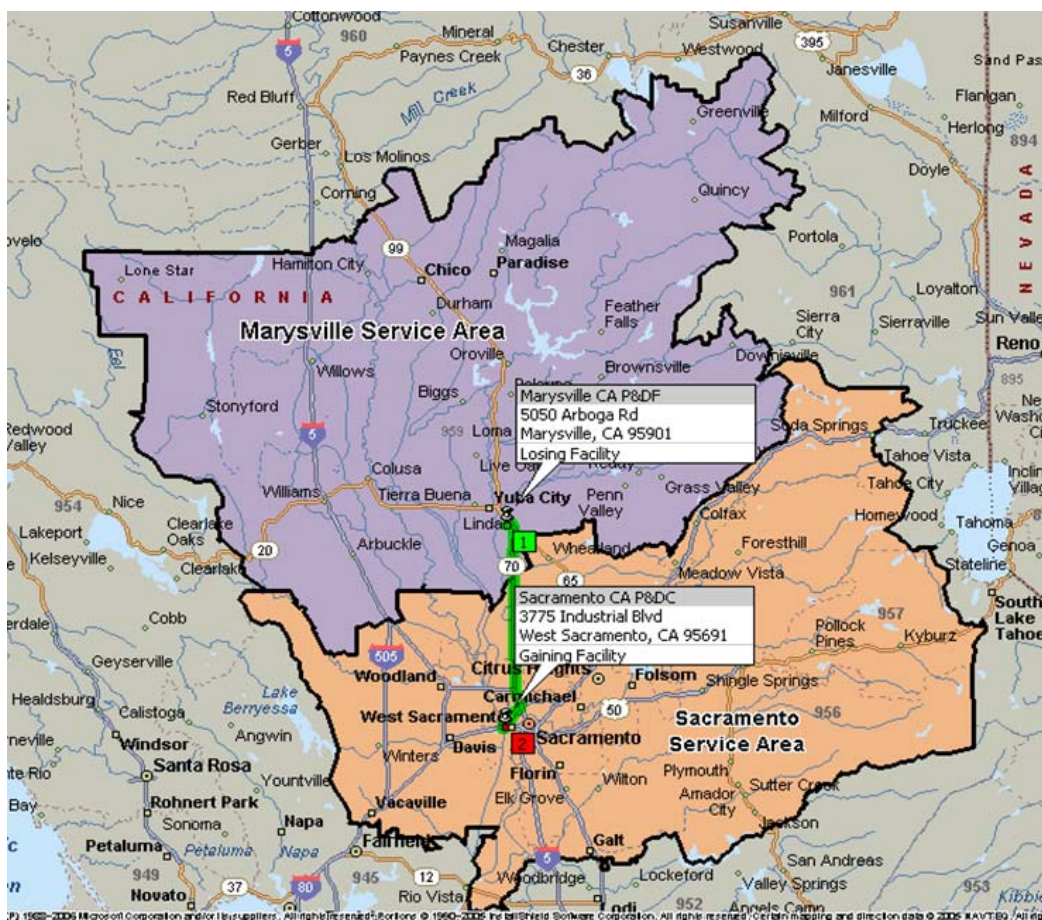 Cottonwood
960
Mineral
Paynes Creek
Chester
Westwood
Susanville
395
Janesville
Sand Pas
5
36
Red Bluff
Mill Creek
Greenville
Milford
Flanigan
Herlong
894
Gerber
Los Molinos
Doyle
Corning
Quincy
NEVADA
99
Magalia
Portola
Lone Star
Hamilton City
Chico
Paradise
CALIFORNIA
961
Loyalton
Durham
Feather
Falls
Sierra
City
Sierraville
Sun Valle
Marysville Service Area
Eel
Oroville
Downieville
Reno
Willows
Biggs
Brownsville
895
Stonyford
Marysville CA P&DF
5050 Arboga Rd
Marysville, CA 95901
Losing Facility
959
Loma
Soda Springs
Truckee
Redwood
Valley
5
Live Oak
Tahoe Vista
Colusa
Grass Valley
Tahoe City
954
Nice
Williams
Tierra Buena
Yuba City
Penn
Valley
Lakeport
Clearlake
Oaks
Linda
Colfax
Homewood
Tahoma
Kelseyville
Clearlake
20
Arbuckle
1
Wheatland
Foresthill
Genoa
70
65
Meadow Vista
Stateline
Cobb
Sacramento CA P&DC
3775 Industrial Blvd
West Sacramento, CA 95691
Gaining Facility
957
South
Lake
Tahoe
Pollock
Pines
Kyburz
Geyserville
505
Woodland
Citrus Heights
Folsom
Healdsburg
Lake
Berryessa
Carmichael
Shingle Springs
Calistoga
West Sacramento
50
956
Angwin
Sacramento
Service Area
Windsor
Winters
Davis
2
Sacramento
Santa Rosa
Yountville
Florin
Wilton
Plymouth
Sutter Creek
Rohnert Park
Vacaville
Elk Grove
Amador
City
Sonoma
Napa
Jackson
Petaluma
Petaluma
Napa
Fairfield
Galt
5
San Andreas
949
945
12
Woodbridge
Lockeford
Valley Springs
953
Novato
37
80
Rio Vista
Lodi
952